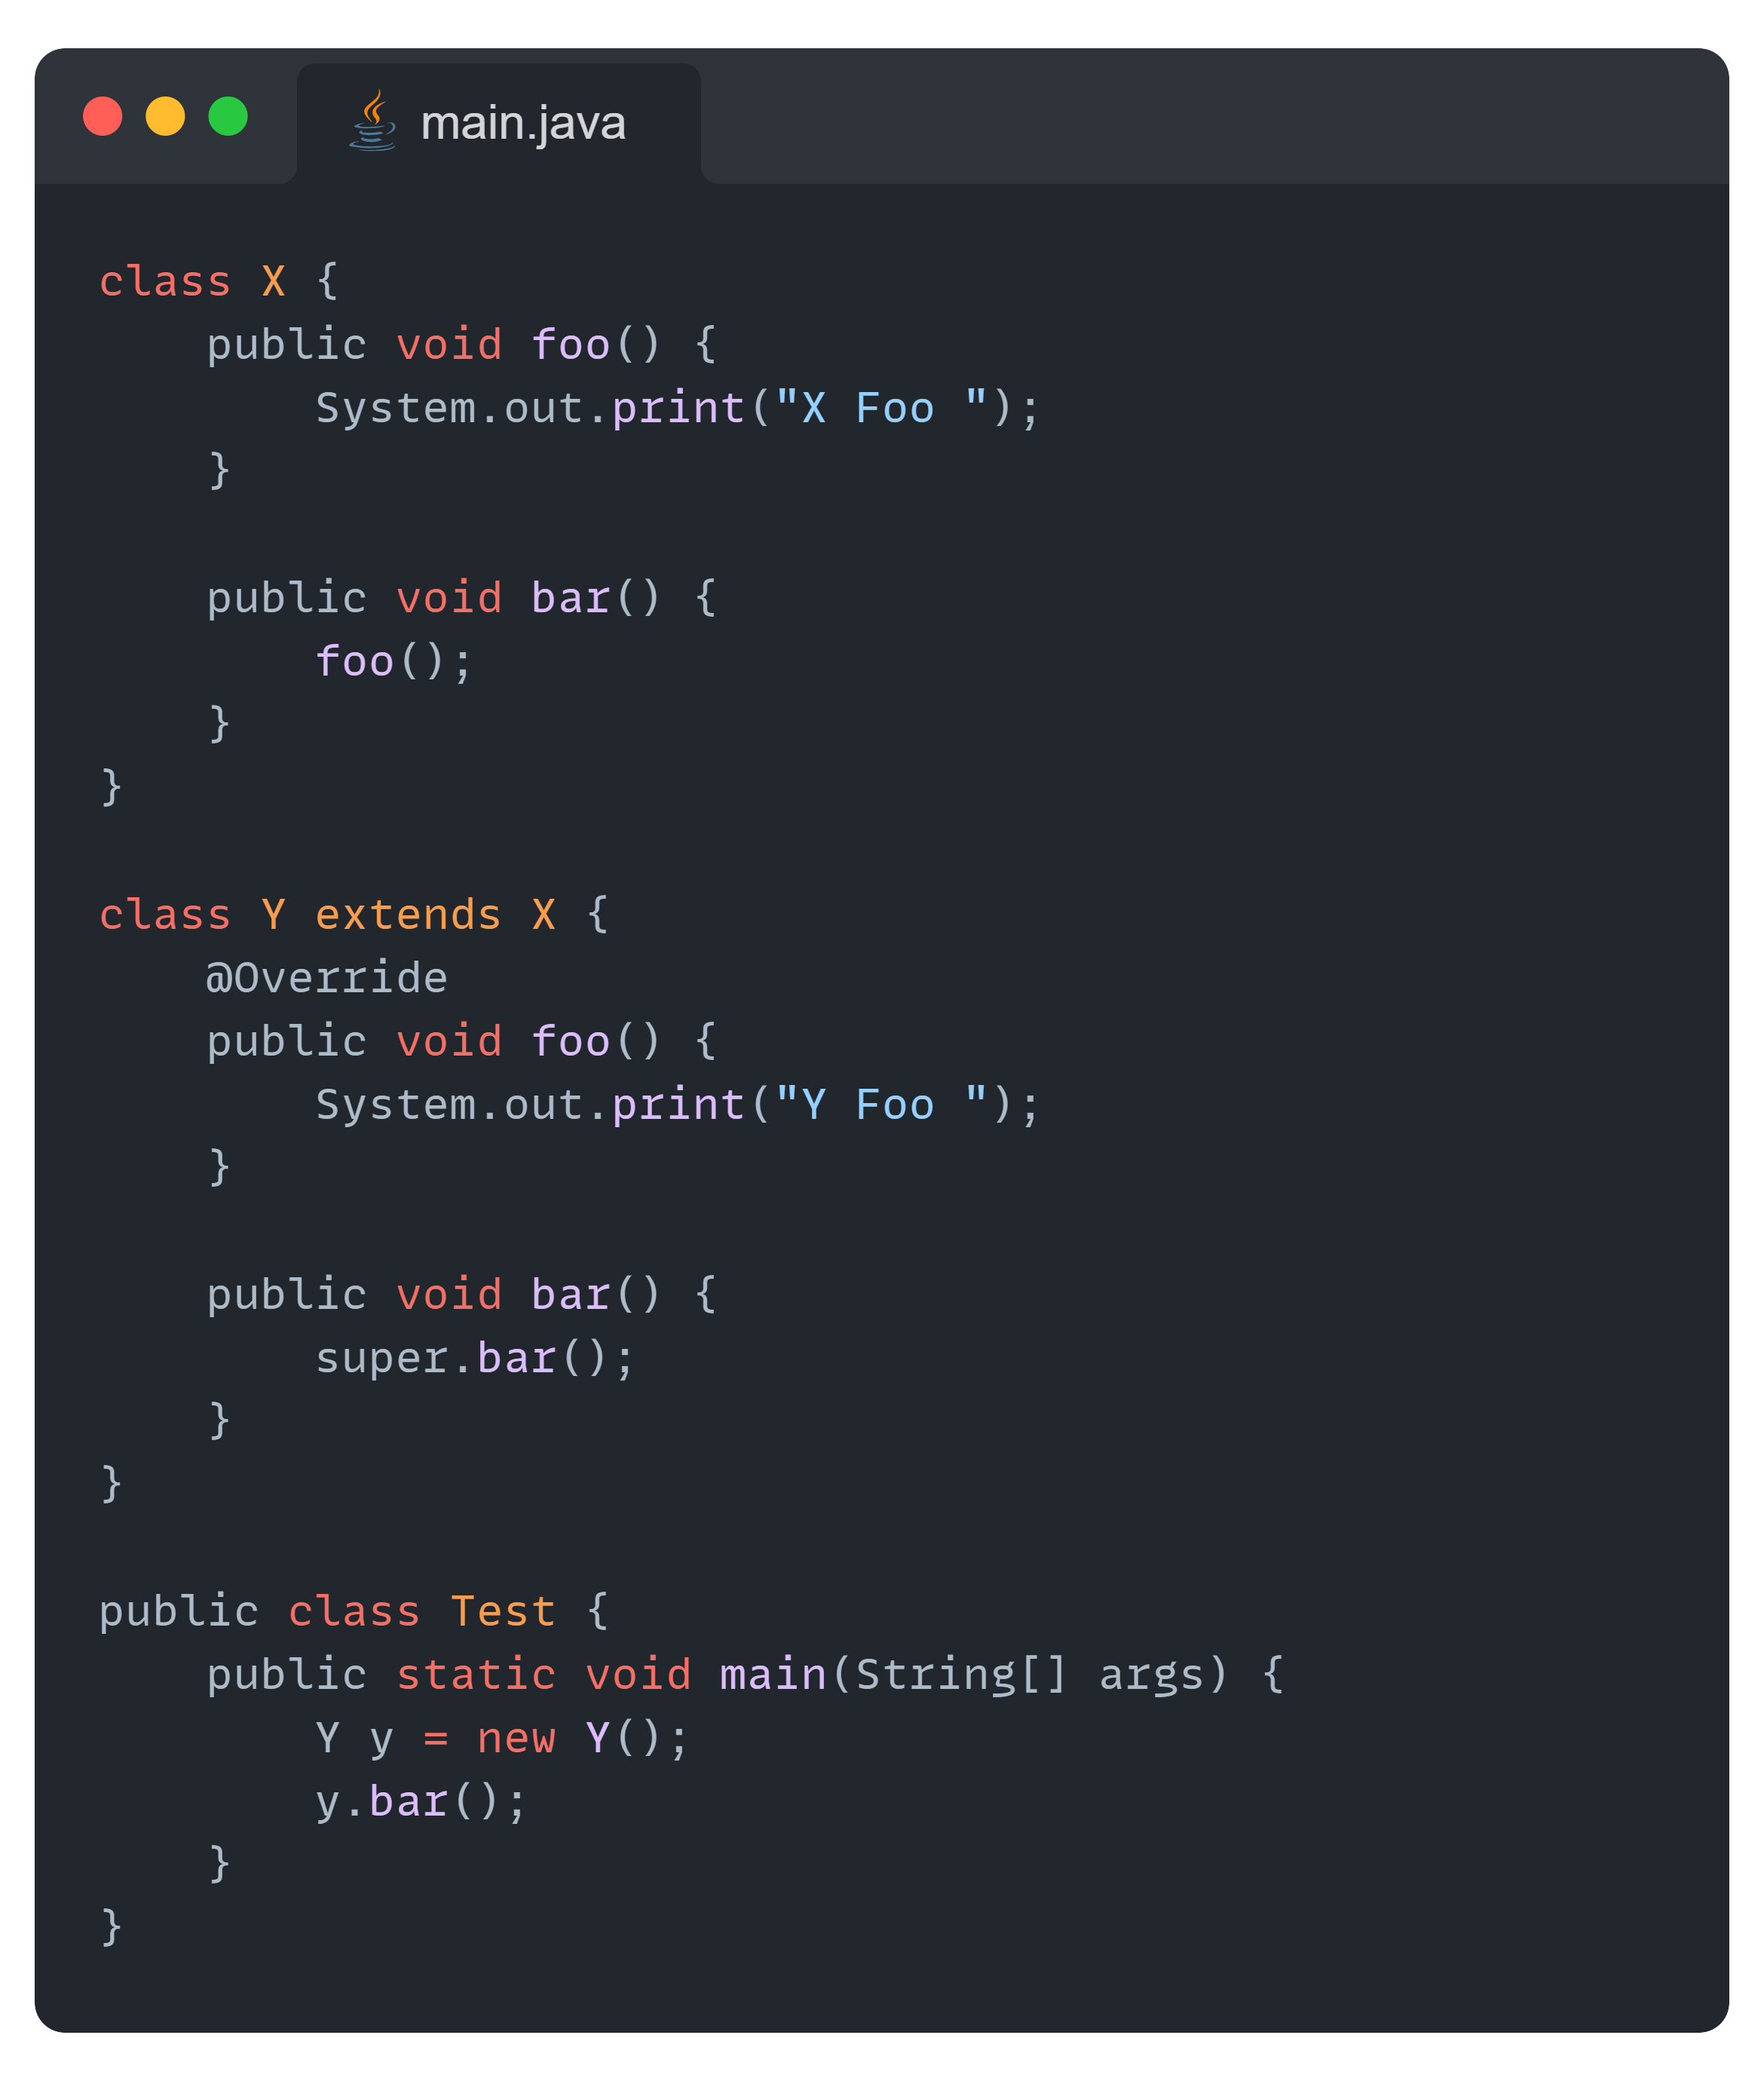 main.java
class X {
    public void foo() {
        System.out.print("X Foo ");
    }

    public void bar() {
        foo();
    }
}

class Y extends X {
    @Override
    public void foo() {
        System.out.print("Y Foo ");
    }

    public void bar() {
        super.bar();
    }
}

public class Test {
    public static void main(String[] args) {
        Y y = new Y();
        y.bar();
    }
}